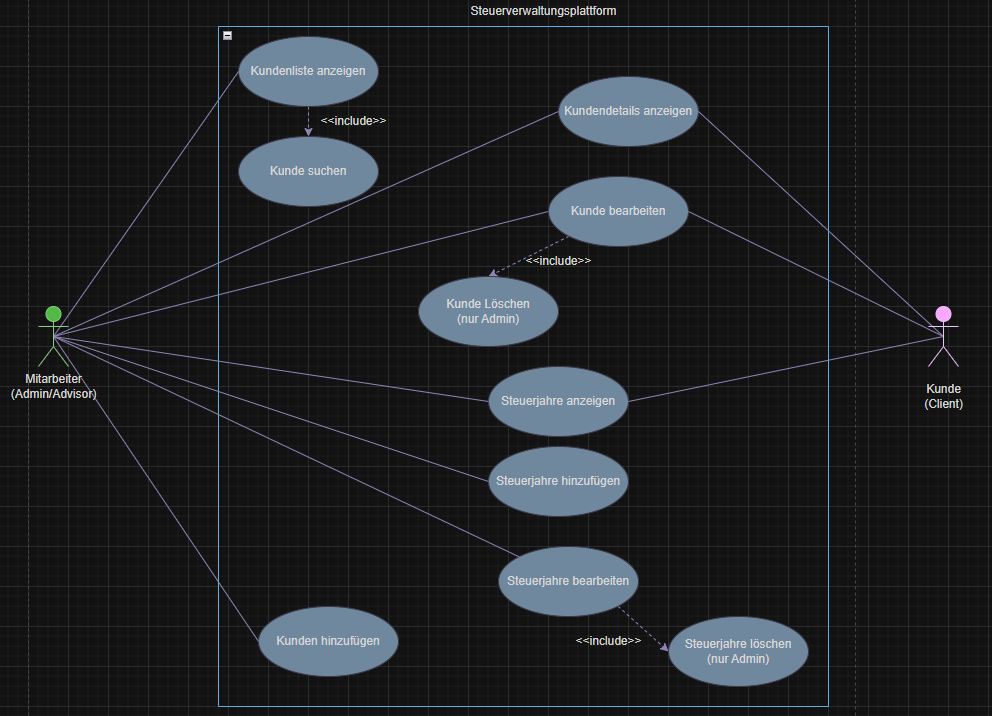 Steuerverwaltungsplattform
Kundenliste anzeigen
<<include>>
Kunde suchen
Kundendetails anzeigen
Kunde bearbeiten
<<include>>
Kunde Löschen
(nur Admin)
Mitarbeiter
(Admin/Advisor)
Kunde
(Client)
Steuerjahre anzeigen
Steuerjahre hinzufügen
Steuerjahre bearbeiten
<<include>>
Steuerjahre löschen
(nur Admin)
Kunden hinzufügen